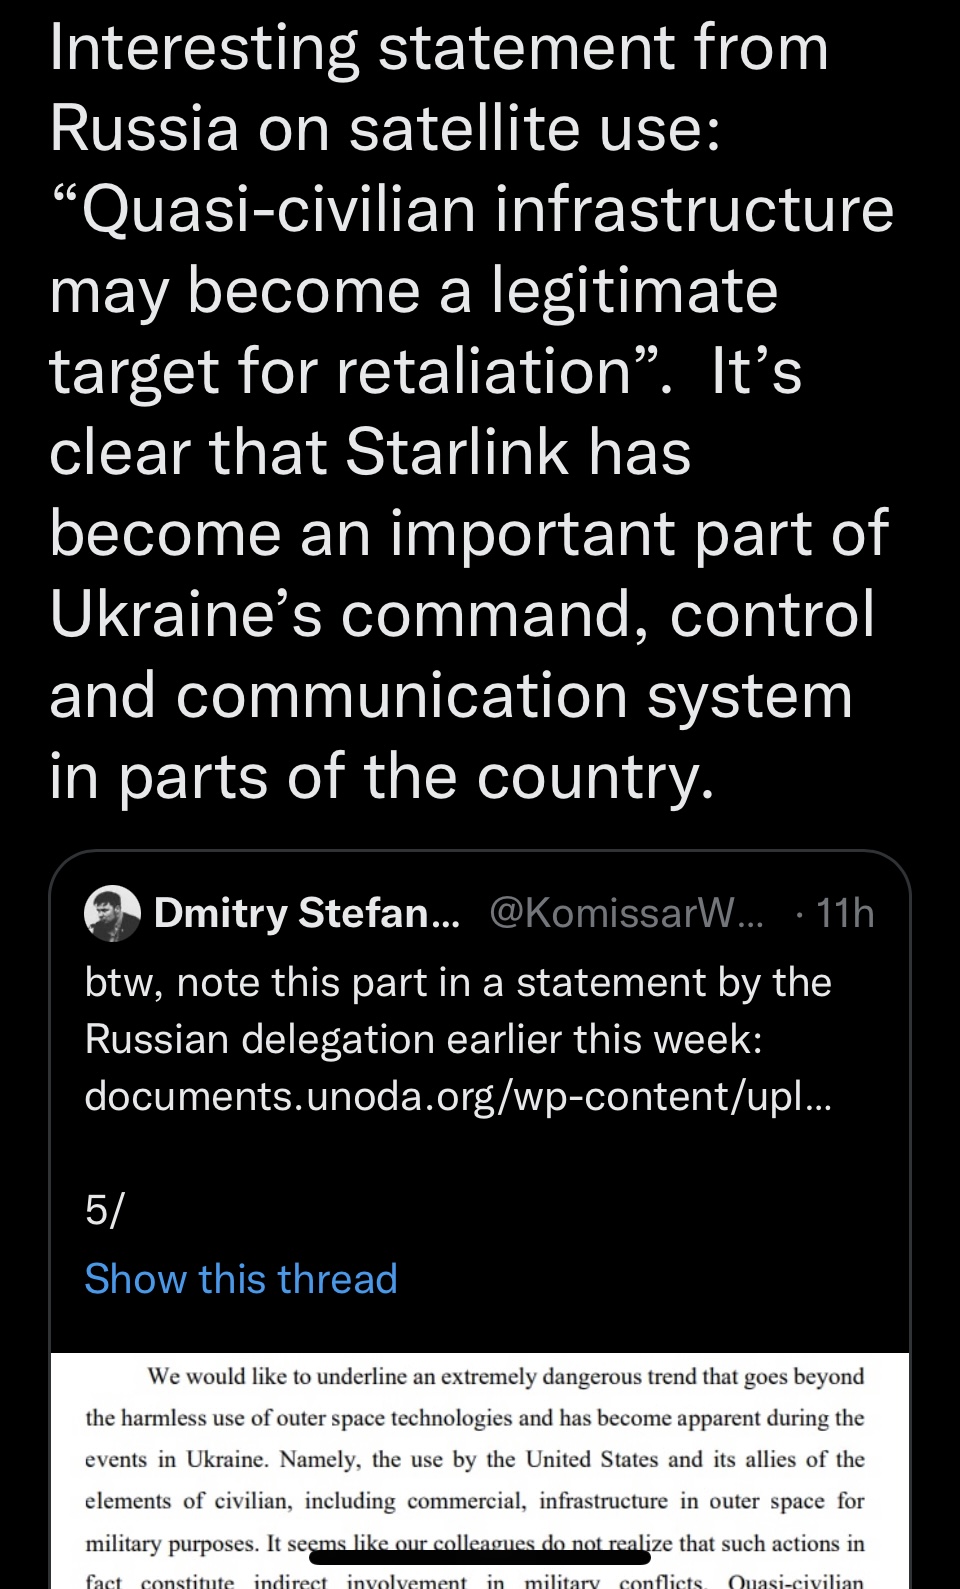 Interesting statement from
Russia on satellite use:
“Quasi-civilian infrastructure
may become a legitimate
target for retaliation”.  It’s
clear that Starlink has
become an important part of
Ukraine’s command, control
and communication system
in parts of the country.
Dmitry Stefan... @KomissarW... · 11h
btw, note this part in a statement by the
Russian delegation earlier this week:
documents.unoda.org/wp-content/upl...
5/
Show this thread
We would like to underline an extremely dangerous trend that goes beyond
the harmless use of outer space technologies and has become apparent during the
events in Ukraine. Namely, the use by the United States and its allies of the
elements of civilian, including commercial, infrastructure in outer space for
military purposes. It seems like our colleagues do not realize that such actions in
fact constitute indirect involvement in military conflicts. Quasi-civilian